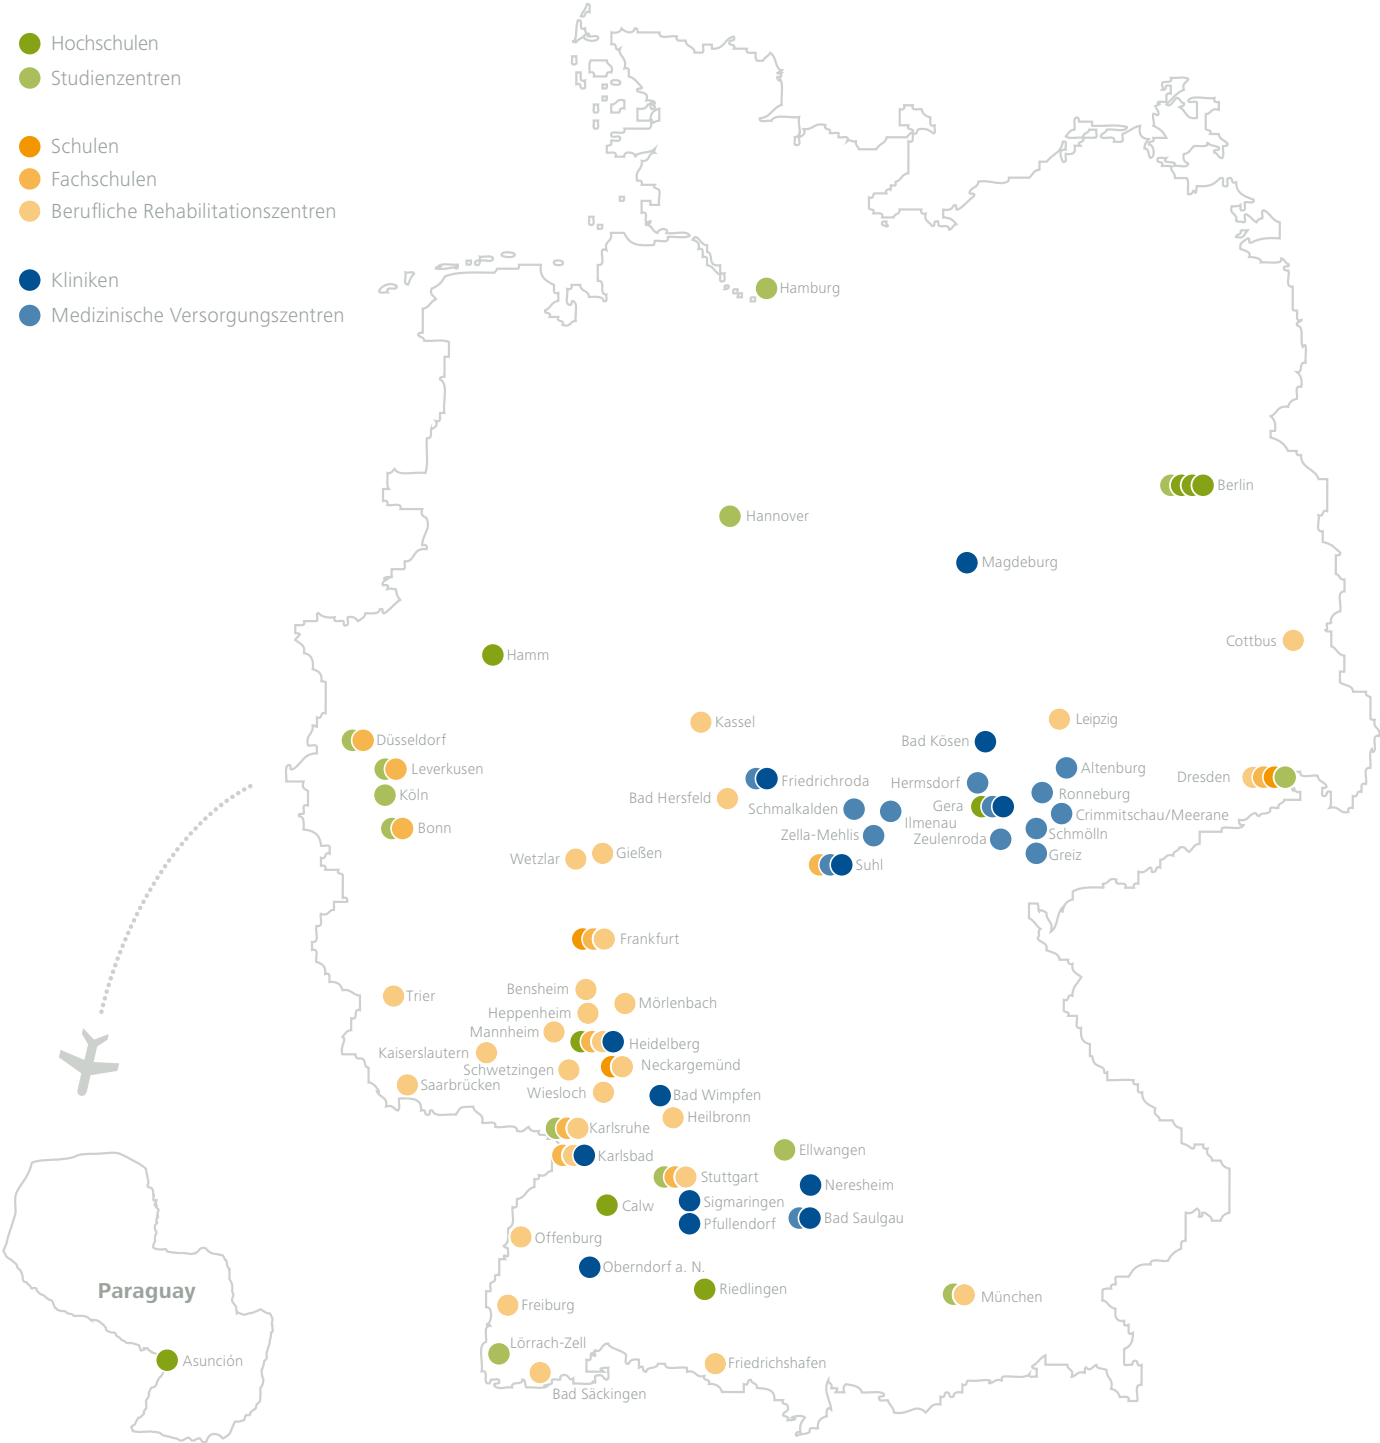 Hochschulen
Studienzentren
Schulen
Fachschulen
Berufliche Rehabilitationszentren
Kliniken
Medizinische Versorgungszentren
Hamburg
Berlin
Hannover
Magdeburg
Cottbus
Hamm
Kassel
Leipzig
Düsseldorf
Bad Kösen
Leverkusen
Altenburg
Dresden
Friedrichroda
Hermsdorf
Köln
Bad Hersfeld
Ronneburg
Schmalkalden
Gera
Crimmitschau/Meerane
Ilmenau
Bonn
Zella-Mehlis
Zeulenroda
Schmölln
Wetzlar
Gießen
Greiz
Suhl
Frankfurt
Trier
Bensheim
Mörlenbach
Heppenheim
Mannheim
Heidelberg
Kaiserslautern
Schwetzingen
Neckargemünd
Saarbrücken
Wiesloch
Bad Wimpfen
Heilbronn
Karlsruhe
Ellwangen
Karlsbad
Stuttgart
Neresheim
Calw
Sigmaringen
Pfullendorf
Bad Saulgau
Offenburg
Oberndorf a. N.
Paraguay
Riedlingen
München
Freiburg
Lörrach-Zell
Asunción
Friedrichshafen
Bad Säckingen